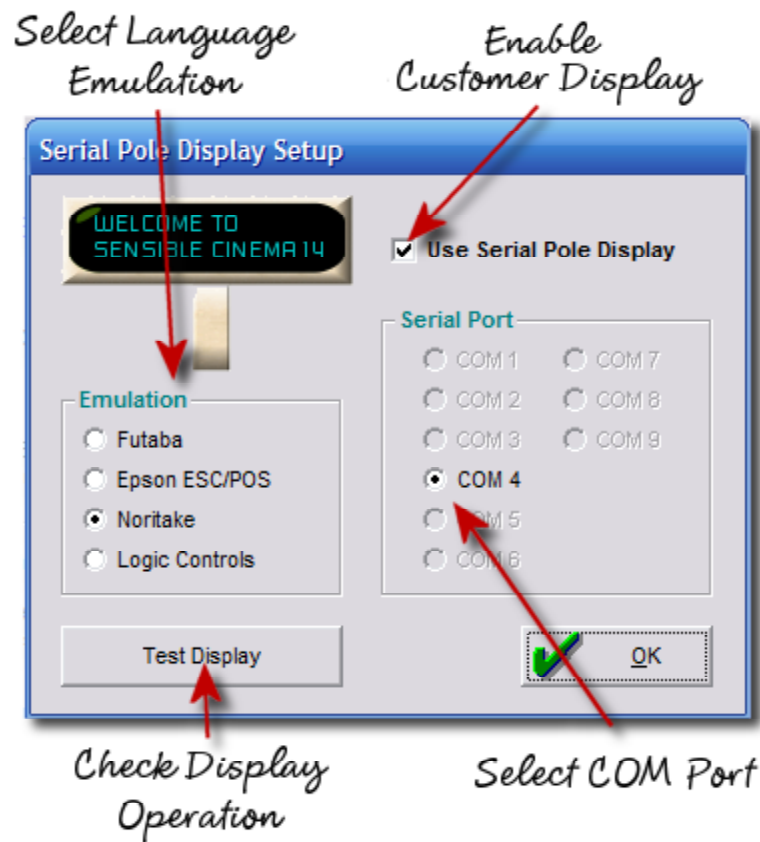 Select Language
Emulation
Enable
Customer Display
Serial Pole Display Setup
WELCOME TO
SENSIBLE CINEMA 14
Use Serial Pole Display
Serial Port
COM 1
COM 7
COM 2
COM 8
COM 3
COM 9
COM 4
COM 5
COM 6
Emulation
Futaba
Epson ESC/POS
Noritake
Logic Controls
Test Display
OK
Check Display
Operation
Select COM Port